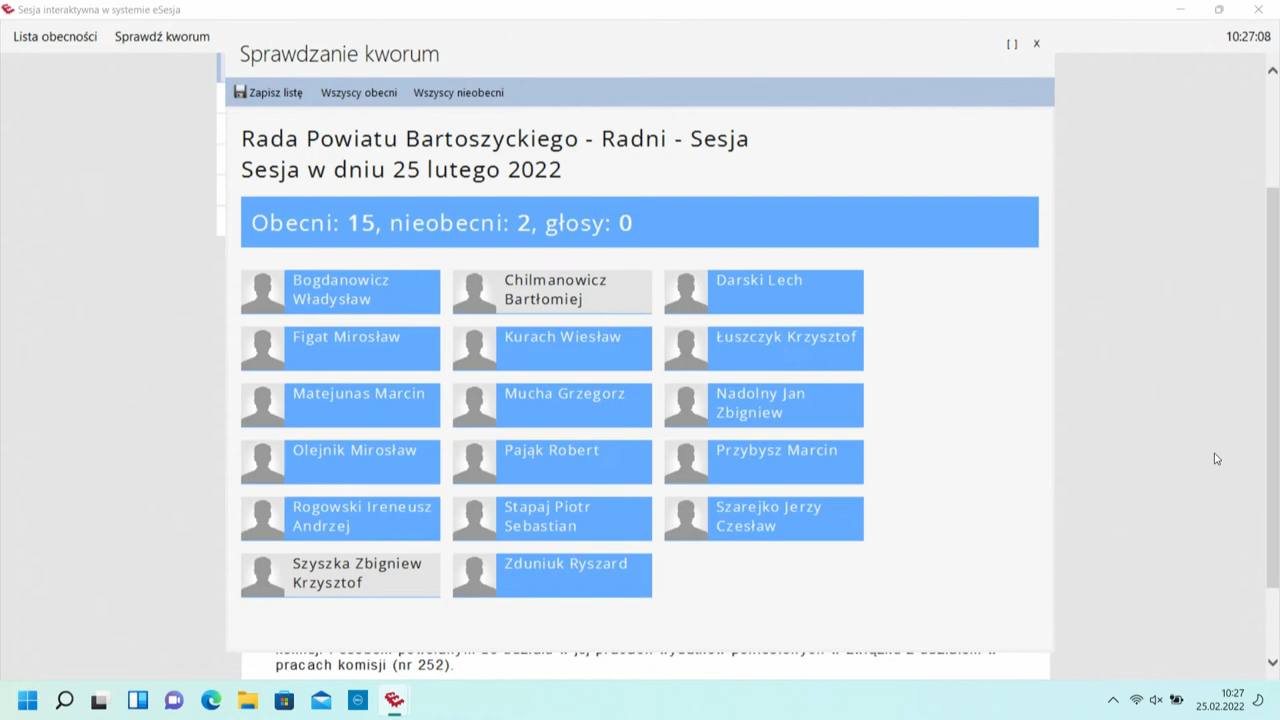 Sesja interaktywna w systemie eSesja
Lista obecności Sprawdź kworum 10:27:08
Sprawdzanie kworum [ ] X
Zapisz listę Wszyscy obecni Wszyscy nieobecni
Rada Powiatu Bartoszyckiego - Radni - Sesja
Sesja w dniu 25 lutego 2022
Obecni: 15, nieobecni: 2, głosy: 0
Bogdanowicz
Władysław
Chilmanowicz
Bartłomiej
Darski Lech
Figat Mirosław
Kurach Wiesław
Łuszczyk Krzysztof
Matejunas Marcin
Mucha Grzegorz
Nadolny Jan
Zbigniew
Olejnik Mirosław
Pająk Robert
Przybysz Marcin
Rogowski Ireneusz
Andrzej
Stapaj Piotr
Sebastian
Szarejko Jerzy
Czesław
Szyszka Zbigniew
Krzysztof
Zduniuk Ryszard
pracach komisji (nr 252).
10:27
25.02.2022